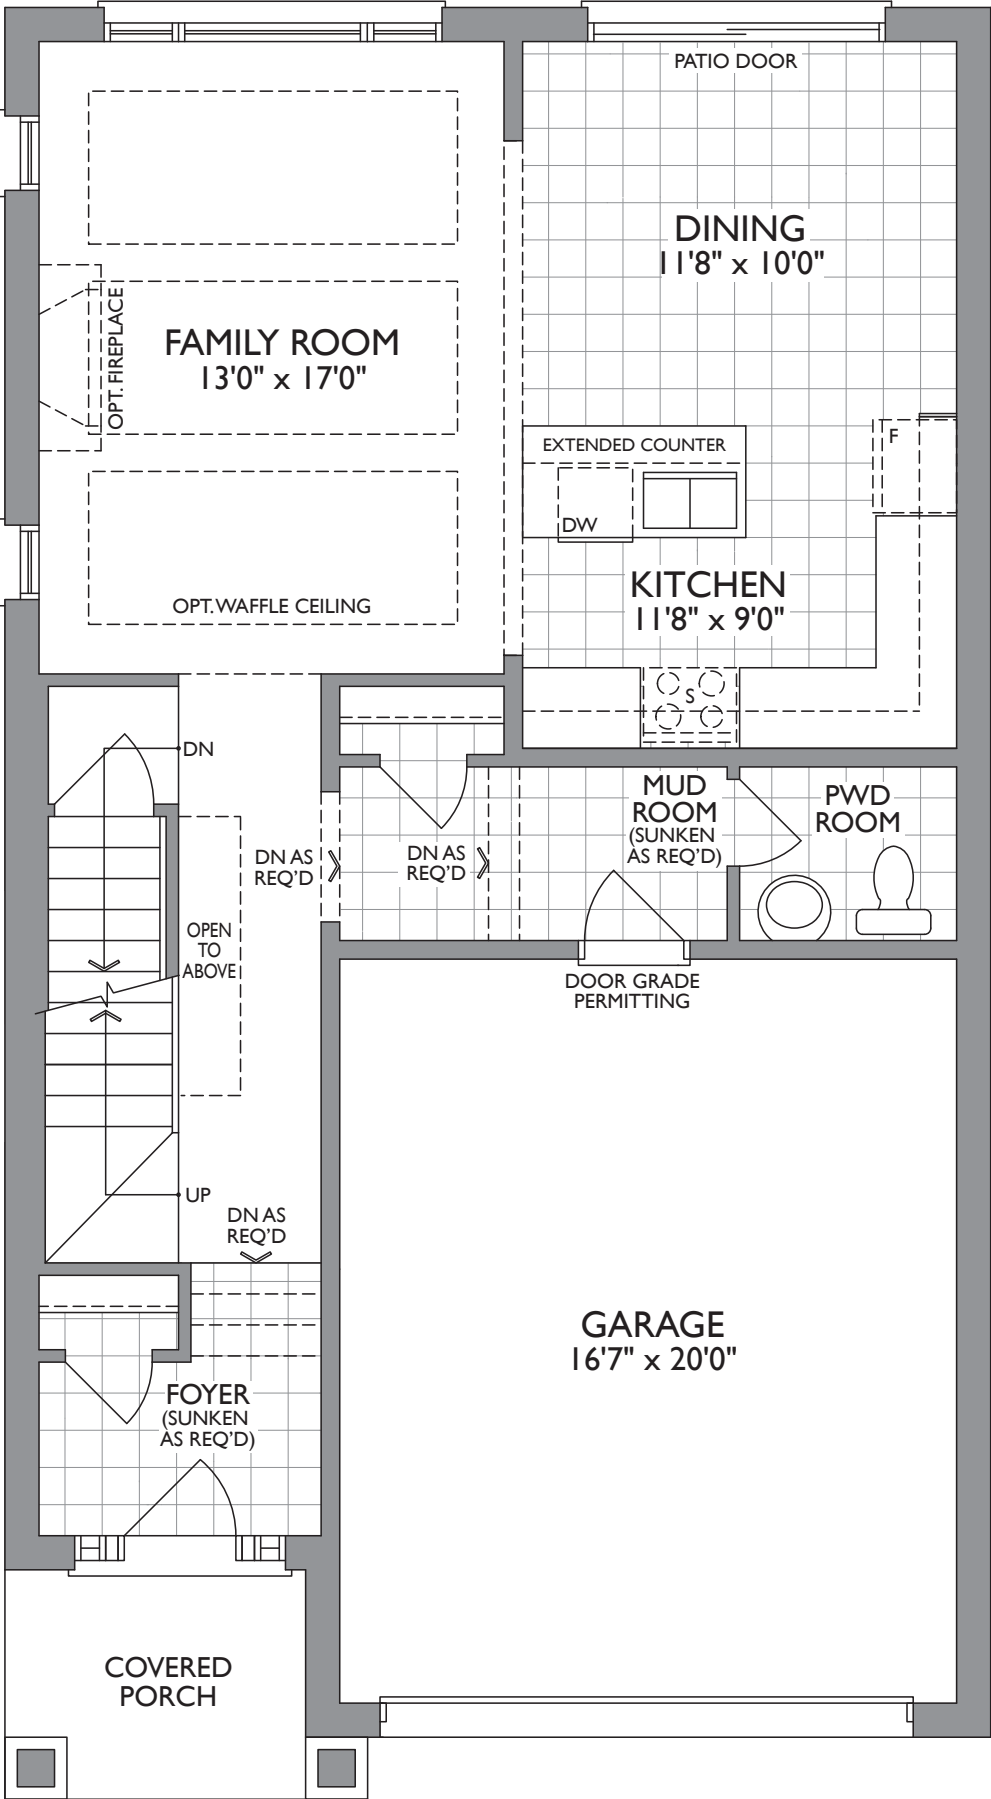 PATIO DOOR
DINING
11'8" x 10'0"
OPT. FIREPLACE
FAMILY ROOM
13'0" x 17'0"
F
EXTENDED COUNTER
DW
KITCHEN
11'8" x 9'0"
OPT. WAFFLE CEILING
S
DN
MUD
ROOM
(SUNKEN
AS REQ'D)
PWD
ROOM
DN AS
REQ'D
DN AS
REQ'D
OPEN
TO
ABOVE
DOOR GRADE
PERMITTING
UP
DN AS
REQ'D
GARAGE
16'7" x 20'0"
FOYER
(SUNKEN
AS REQ'D)
COVERED
PORCH